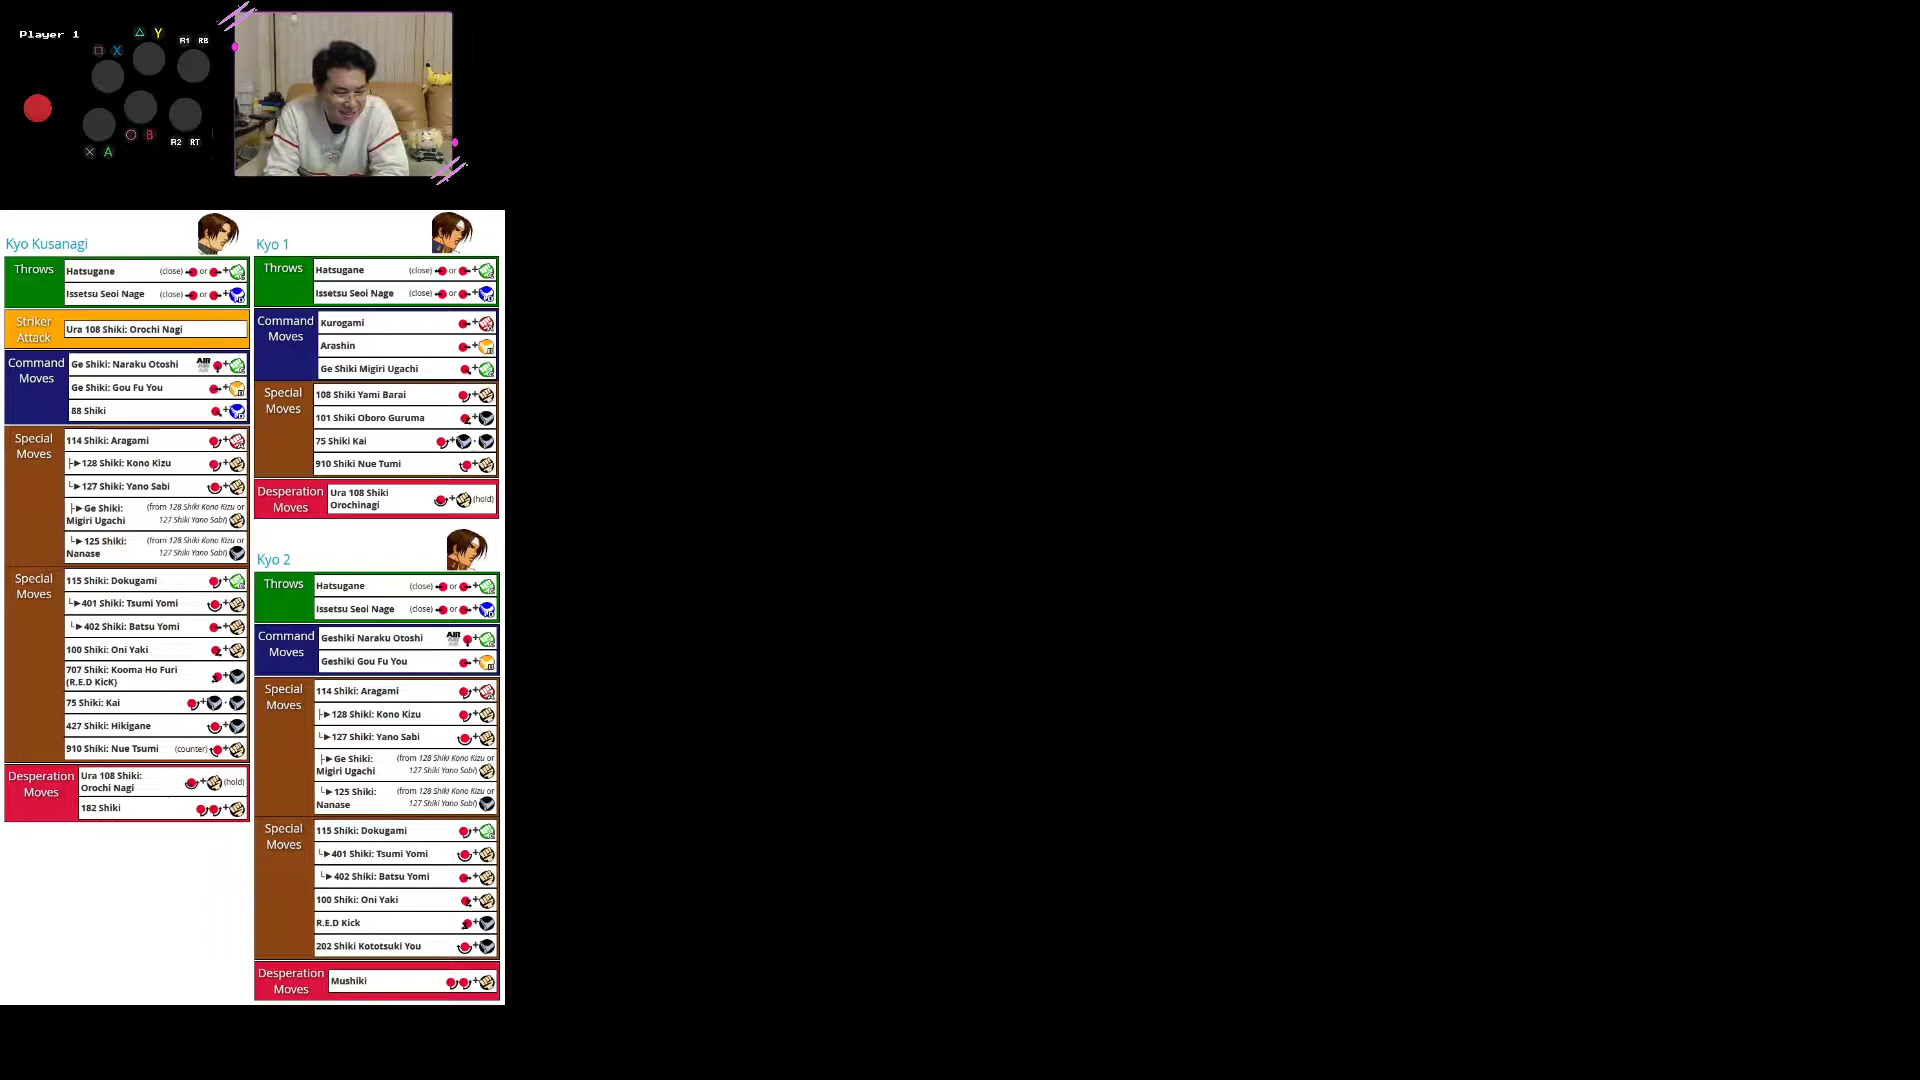 Player 1
△ Y
R1 RB
□ X
○ B
R2 RT
× A
Kyo Kusanagi
Throws
Hatsugane (close) or +
Issetsu Seoi Nage (close) or +
Striker Attack
Ura 108 Shiki: Orochi Nagi
Command Moves
Ge Shiki: Naraku Otoshi AIR +
Ge Shiki: Gou Fu You +
88 Shiki +
Special Moves
114 Shiki: Aragami +
128 Shiki: Kono Kizu +
127 Shiki: Yano Sabi +
Ge Shiki: (from 128 Shiki Kono Kizu or
Migiri Ugachi 127 Shiki Yano Sabi)
125 Shiki: (from 128 Shiki Kono Kizu or
Nanase 127 Shiki Yano Sabi)
Special Moves
115 Shiki: Dokugami +
401 Shiki: Tsumi Yomi +
402 Shiki: Batsu Yomi +
100 Shiki: Oni Yaki +
707 Shiki: Kooma Ho Furi
(R.E.D KicK) +
75 Shiki: Kai +
427 Shiki: Hikigane +
910 Shiki: Nue Tsumi (counter) +
Desperation Moves
Ura 108 Shiki:
Orochi Nagi + (hold)
182 Shiki +
Kyo 1
Throws
Hatsugane (close) or +
Issetsu Seoi Nage (close) or +
Command Moves
Kurogami +
Arashin +
Ge Shiki Migiri Ugachi +
Special Moves
108 Shiki Yami Barai +
101 Shiki Oboro Guruma +
75 Shiki Kai +
910 Shiki Nue Tumi +
Desperation Moves
Ura 108 Shiki
Orochinagi + (hold)
Kyo 2
Throws
Hatsugane (close) or +
Issetsu Seoi Nage (close) or +
Command Moves
Geshiki Naraku Otoshi AIR +
Geshiki Gou Fu You +
Special Moves
114 Shiki: Aragami +
128 Shiki: Kono Kizu +
127 Shiki: Yano Sabi +
Ge Shiki: (from 128 Shiki Kono Kizu or
Migiri Ugachi 127 Shiki Yano Sabi)
125 Shiki: (from 128 Shiki Kono Kizu or
Nanase 127 Shiki Yano Sabi)
Special Moves
115 Shiki: Dokugami +
401 Shiki: Tsumi Yomi +
402 Shiki: Batsu Yomi +
100 Shiki: Oni Yaki +
R.E.D Kick +
202 Shiki Kototsuki You +
Desperation Moves
Mushiki +